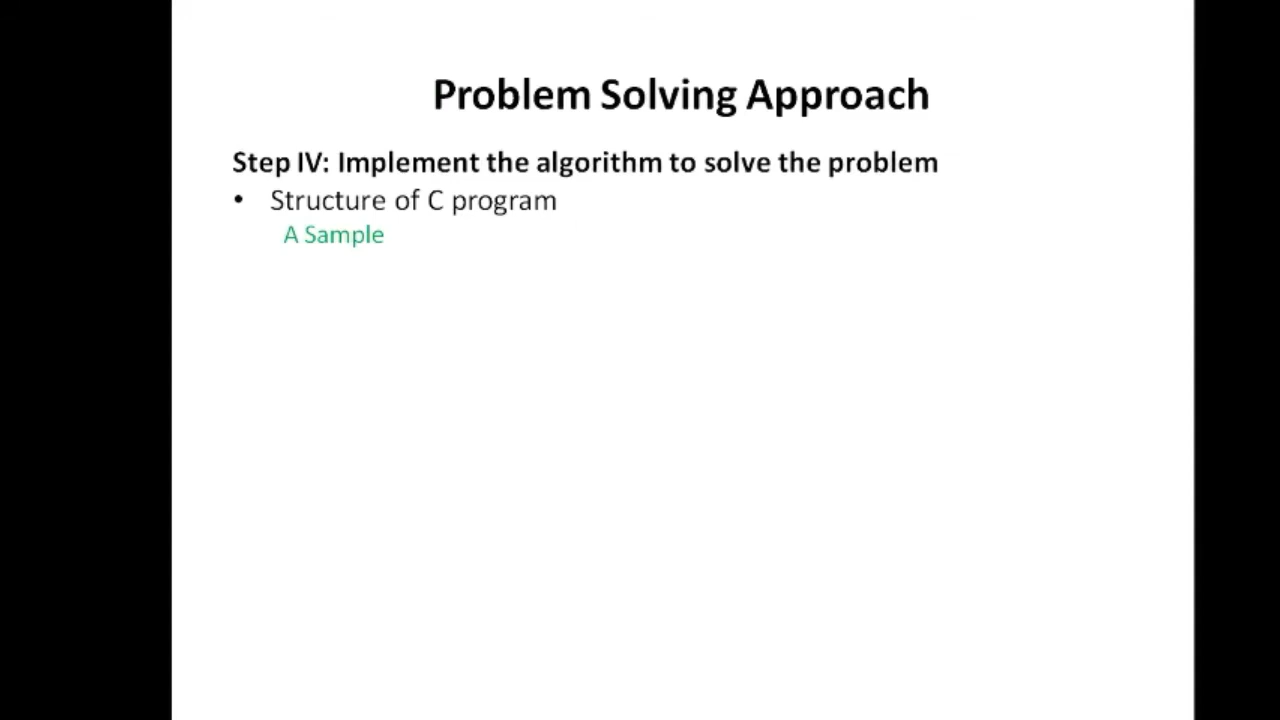 Problem Solving Approach
Step IV: Implement the algorithm to solve the problem
• Structure of C program
A Sample